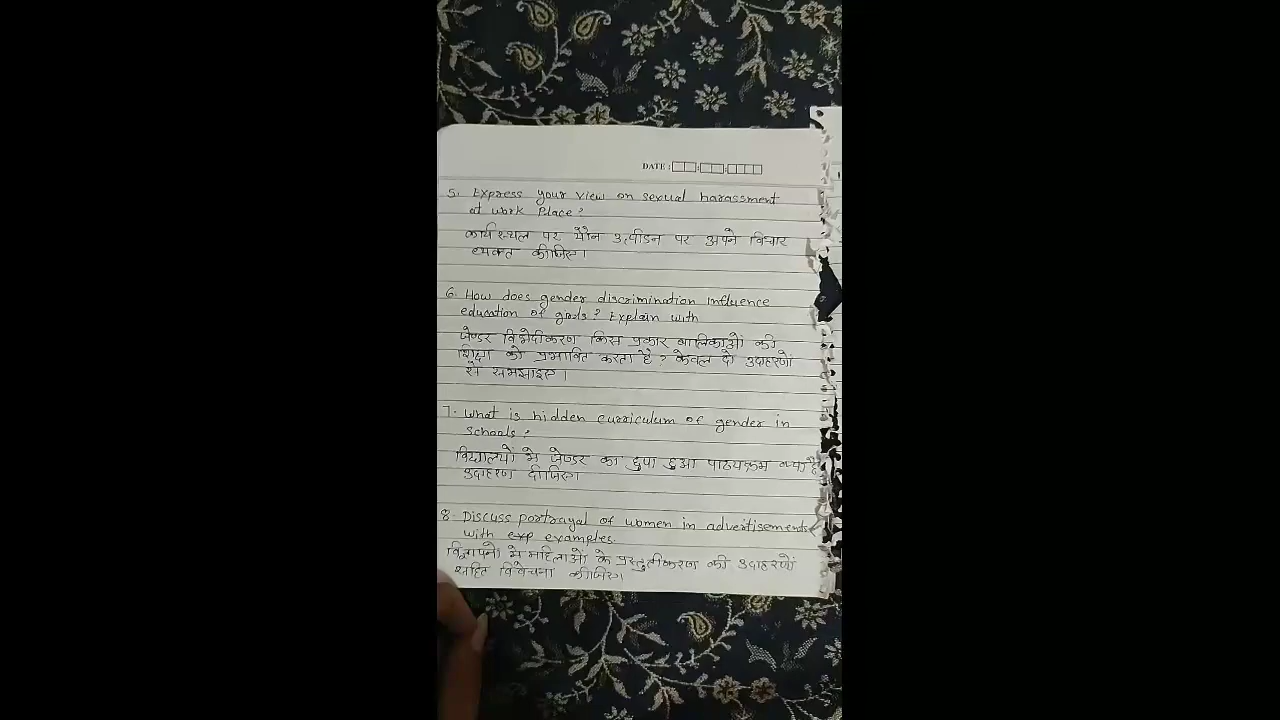 DATE :
5. Express your view on sexual harassment
at work Place?
कार्यस्थल पर यौन उत्पीडन पर अपने विचार
व्यक्त कीजिए।
6. How does gender discrimination influence
education of girls? Explain with
जेण्डर विभेदीकरण किस प्रकार बालिकाओं की
शिक्षा को प्रभावित करता है? केवल दो उदाहरणों
से समझाइए।
7. What is hidden curriculum of gender in
schools?
विद्यालयों मे जेण्डर का छुपा हुआ पाठ्यक्रम क्या है
उदाहरण दीजिए।
8. Discuss portrayal of women in advertisements
with exp examples.
विज्ञापनों मे महिलाओं के प्रस्तुतीकरण की उदाहरणों
सहित विवेचना कीजिए।